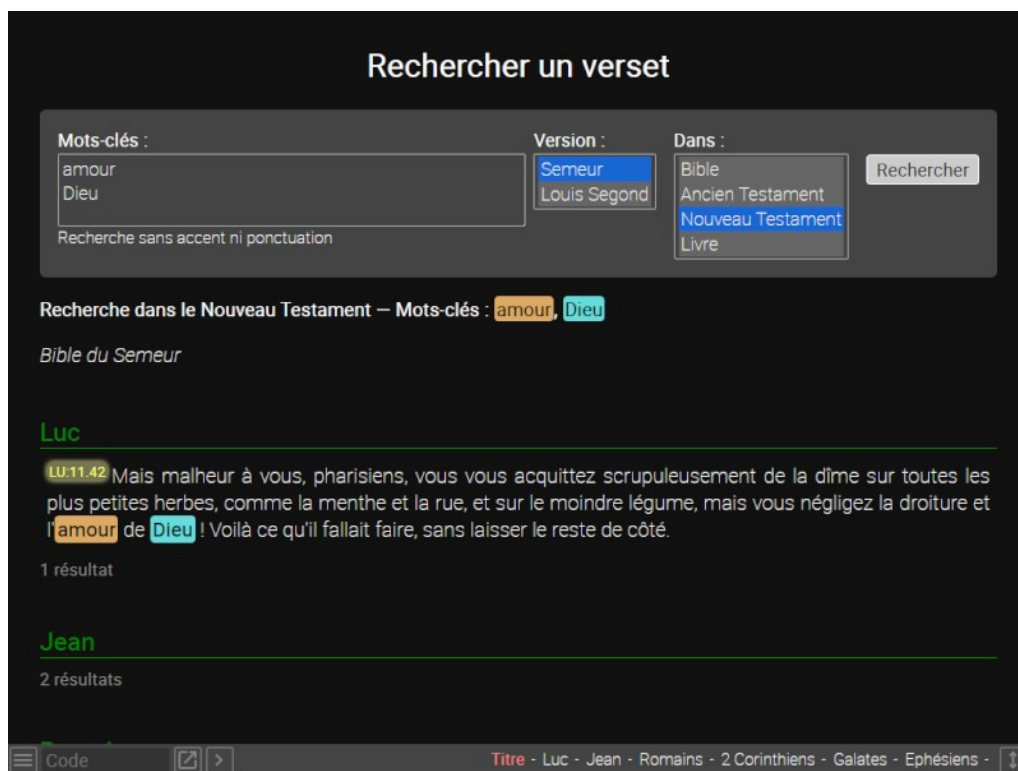 Rechercher un verset
Mots-clés :
Version :
Dans :
amour
Dieu
Semeur
Louis Segond
Bible
Ancien Testament
Nouveau Testament
Livre
Rechercher
Recherche sans accent ni ponctuation
Recherche dans le Nouveau Testament — Mots-clés : amour, Dieu
Bible du Semeur
Luc
LU:11.42 Mais malheur à vous, pharisiens, vous vous acquittez scrupuleusement de la dîme sur toutes les
plus petites herbes, comme la menthe et la rue, et sur le moindre légume, mais vous négligez la droiture et
l'amour de Dieu ! Voilà ce qu'il fallait faire, sans laisser le reste de côté.
1 résultat
Jean
2 résultats
Code
Titre - Luc - Jean - Romains - 2 Corinthiens - Galates - Ephésiens -